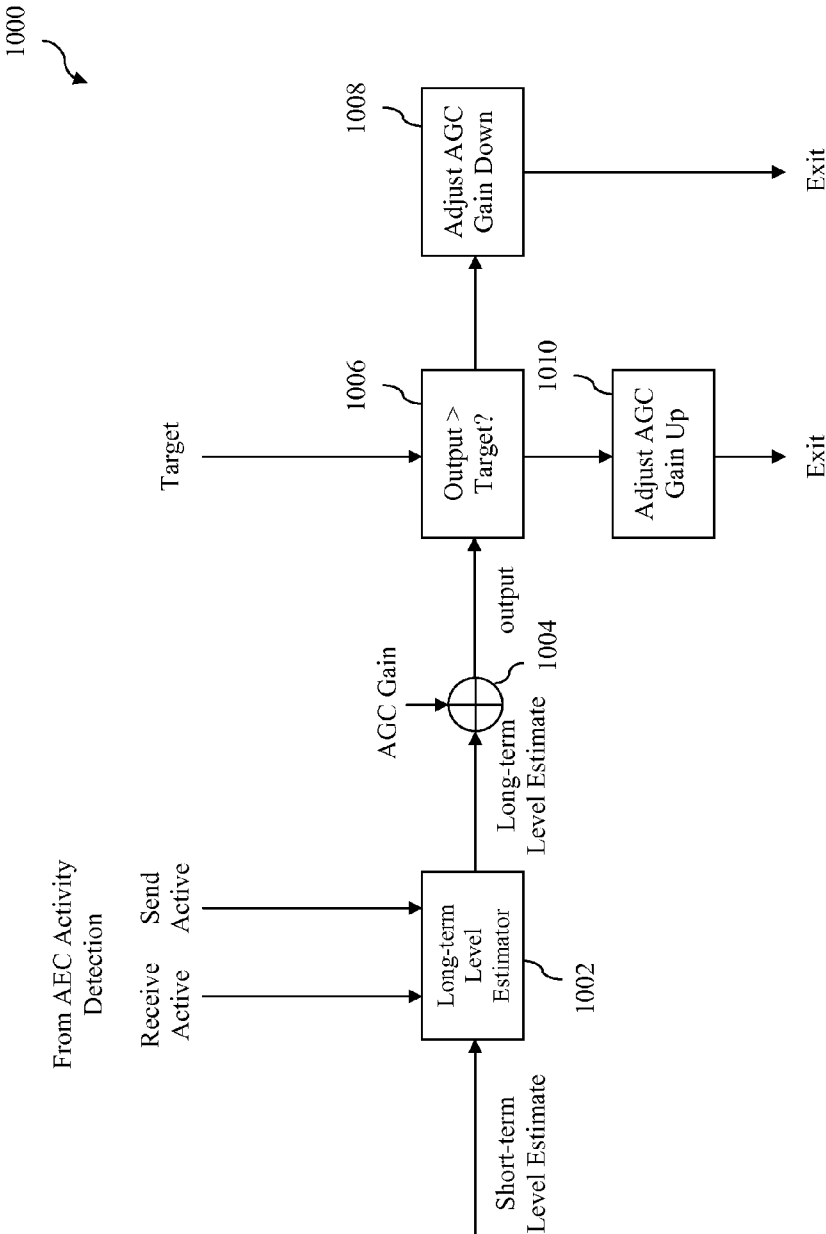 1000
From AEC Activity
Detection
Receive
Active
Send
Active
Target
AGC Gain
Short-term
Level Estimate
Long-term
Level
Estimator
1002
Long-term
Level Estimate
1004
output
Output >
Target?
1006
Adjust AGC
Gain Down
1008
Adjust AGC
Gain Up
1010
Exit
Exit